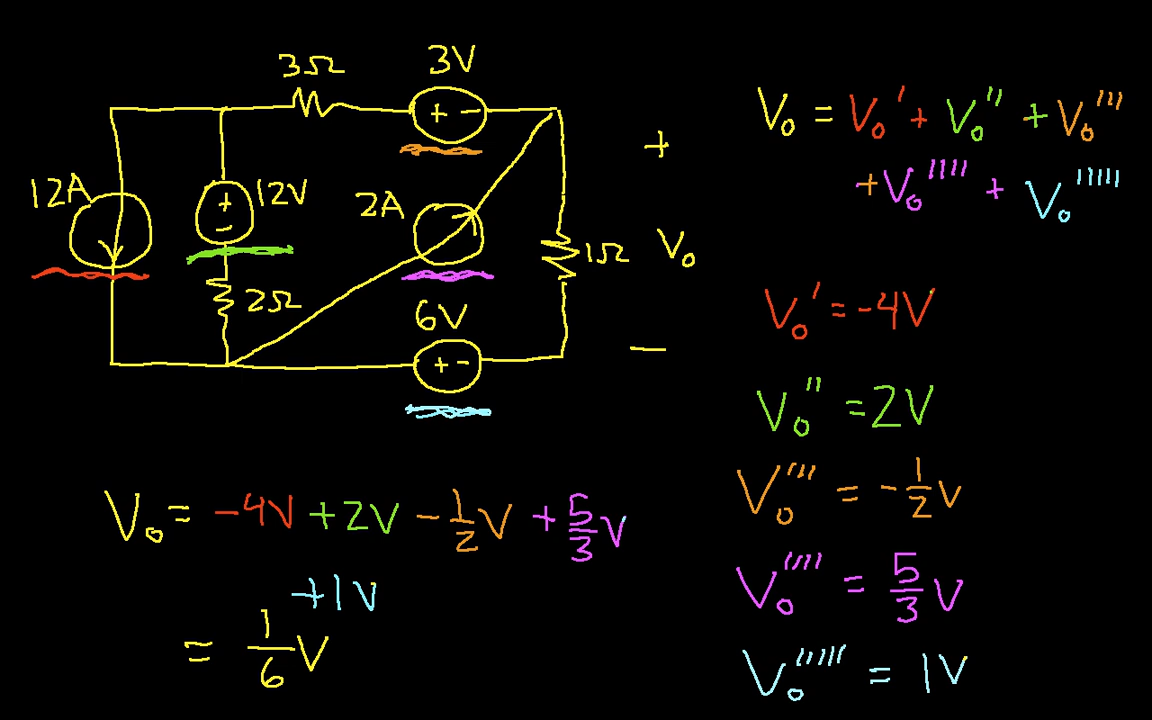 3Ω
3V
+ -
12A
+
-
12V
2Ω
2A
6V
+ -
1Ω
+
V₀
−
V₀ = V₀' + V₀'' + V₀''''
+ V₀''''' + V₀''''''
V₀' = -4V
V₀'' = 2V
V₀'''' = -1/2 V
V₀'''' = 5/3 V
V₀'''''' = 1V
V₀ = -4V + 2V - 1/2 V + 5/3 V
+1V
= 1/6 V